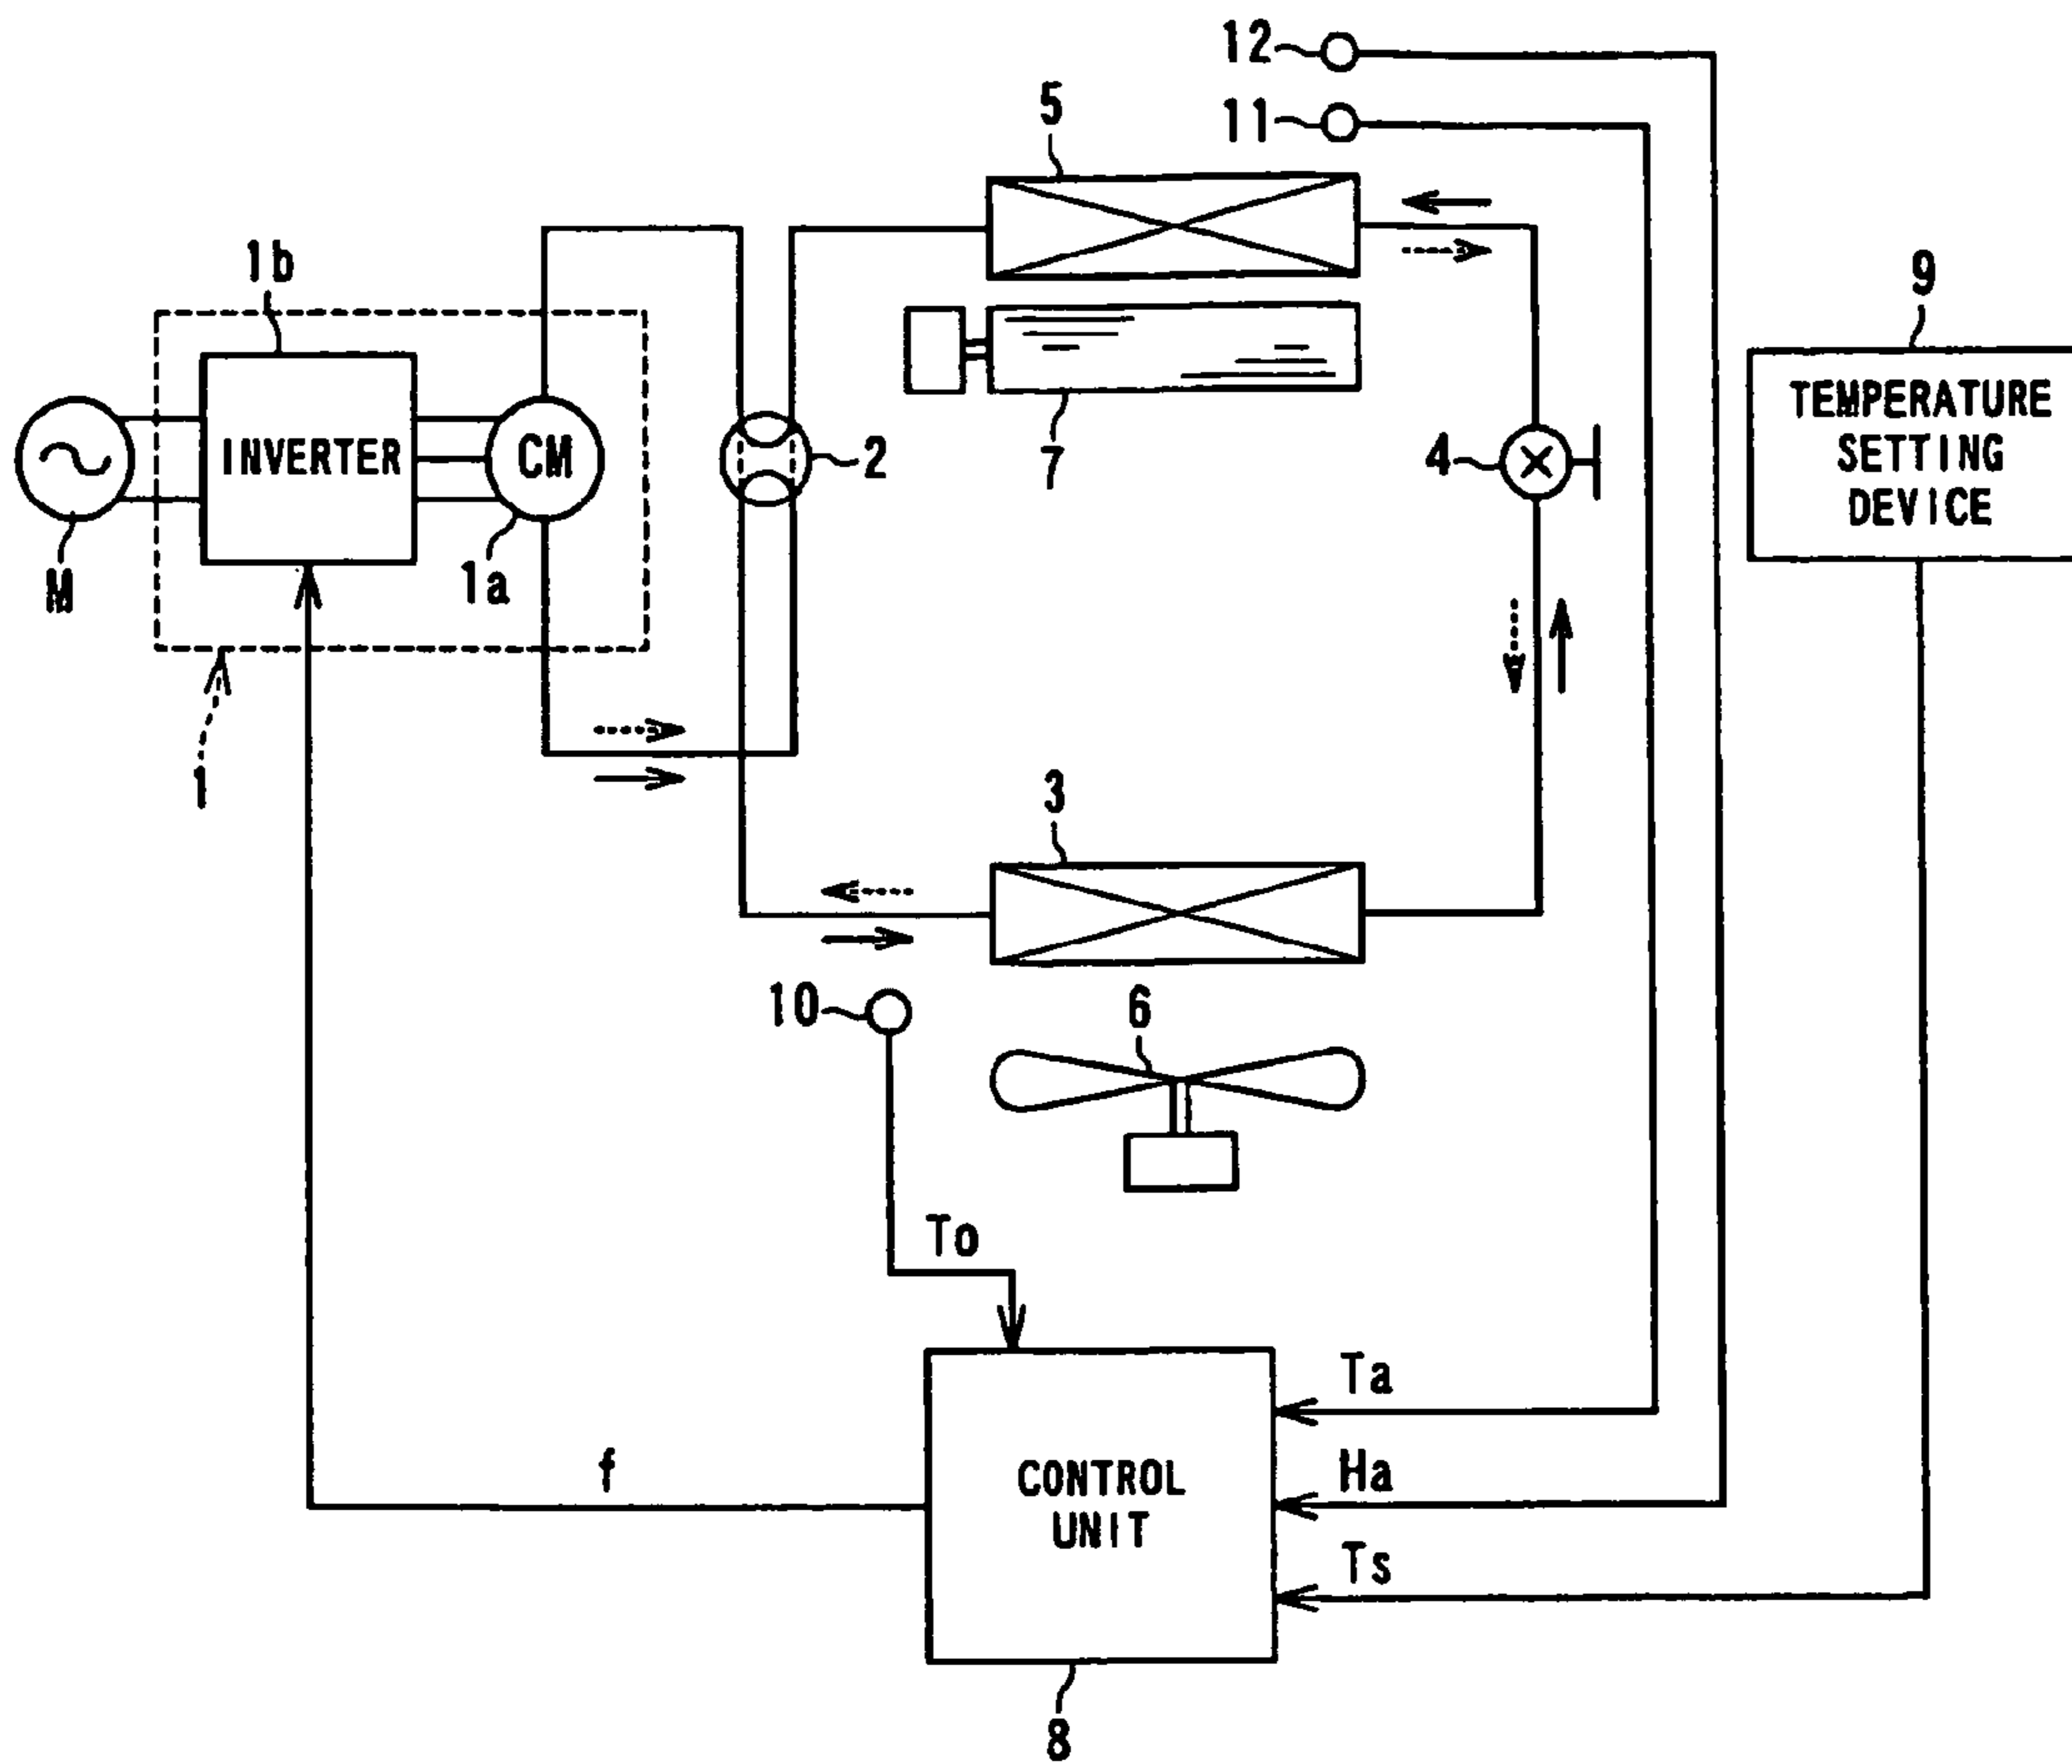 12
11
5
1b
9
TEMPERATURE
SETTING
DEVICE
INVERTER
CM
2
7
4
M
1a
1
3
10
6
To
Ta
f
Ha
CONTROL
UNIT
Ts
8